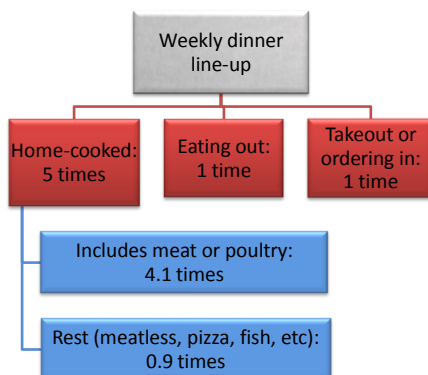 Weekly dinner
line-up
Home-cooked:
5 times
Eating out:
1 time
Takeout or
ordering in:
1 time
Includes meat or poultry:
4.1 times
Rest (meatless, pizza, fish, etc):
0.9 times